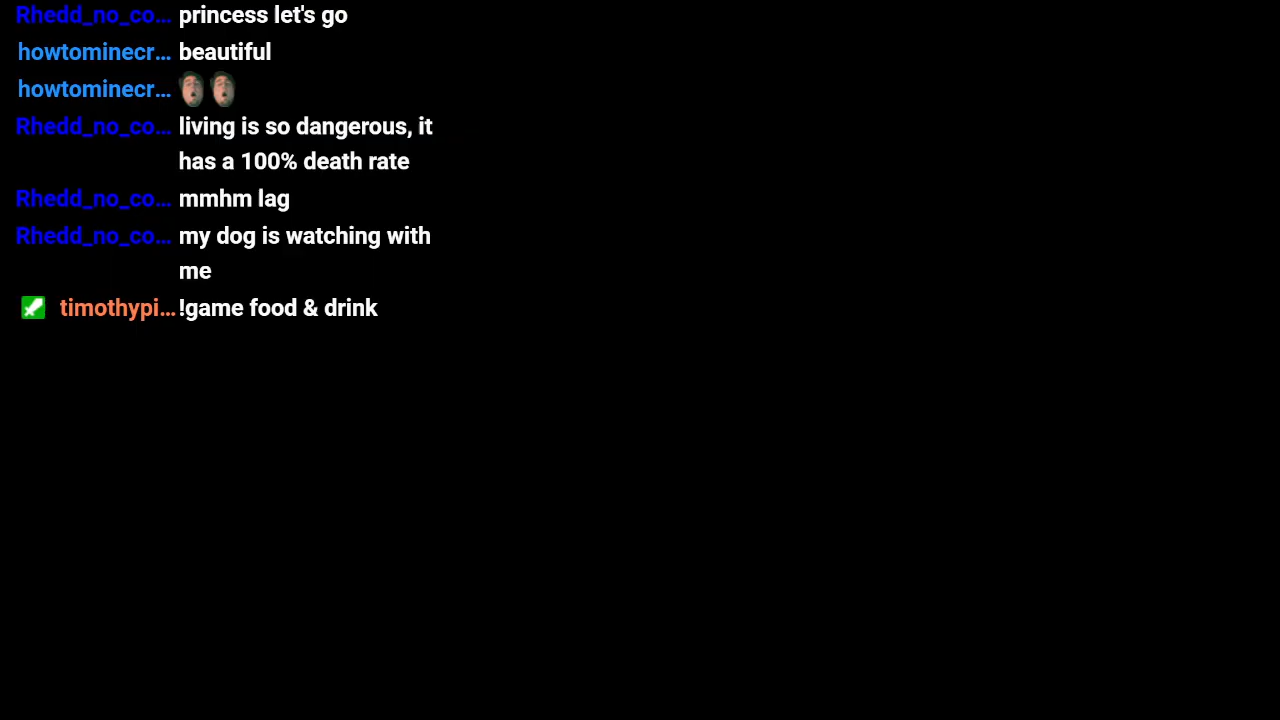 Rhedd_no_co… princess let's go
howtominecr… beautiful
howtominecr…
Rhedd_no_co… living is so dangerous, it
has a 100% death rate
Rhedd_no_co… mmhm lag
Rhedd_no_co… my dog is watching with
me
timothypi… !game food & drink